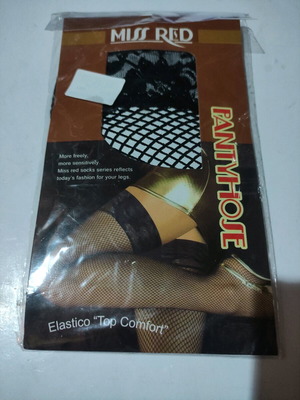 MISS RED
PANTYHOSE
More freely,
more sensitively
Miss red socks series reflects
today's fashion for your legs.
Elastico "Top Comfort"